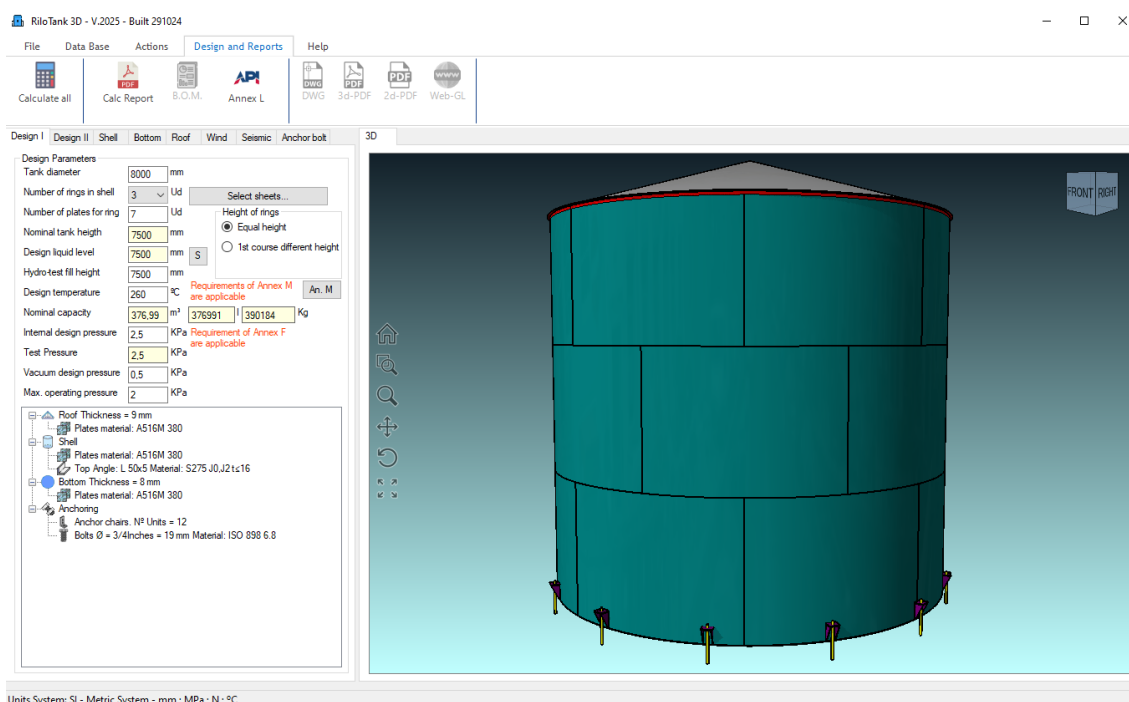 RiloTank 3D - V.2025 - Built 291024
File Data Base Actions Design and Reports Help
PDF API DWG PDF PDF WWW
Calculate all Calc Report B.O.M. Annex L DWG 3d-PDF 2d-PDF Web-GL
Design I Design II Shell Bottom Roof Wind Seismic Anchor bolt 3D
Design Parameters
Tank diameter 8000 mm
Number of rings in shell 3 Ud Select sheets...
Number of plates for ring 7 Ud Height of rings
Nominal tank heigth 7500 mm Equal height
Design liquid level 7500 mm S 1st course different height
Hydro-test fill height 7500 mm
Design temperature 260 ºC Requirements of Annex M are applicable An. M
Nominal capacity 376,99 m³ 376991 l 390184 Kg
Internal design pressure 2,5 KPa Requirement of Annex F are applicable
Test Pressure 2,5 KPa
Vacuum design pressure 0,5 KPa
Max. operating pressure 2 KPa
Roof Thickness = 9 mm
Plates material: A516M 380
Shell
Plates material: A516M 380
Top Angle: L 50x5 Material: S275 J0,J2 t≤16
Bottom Thickness = 8 mm
Plates material: A516M 380
Anchoring
Anchor chairs. Nº Units = 12
Bolts Ø = 3/4Inches = 19 mm Material: ISO 898 6.8
FRONT RIGHT
Units System: SI - Metric System - mm ; MPa ; N ; ºC